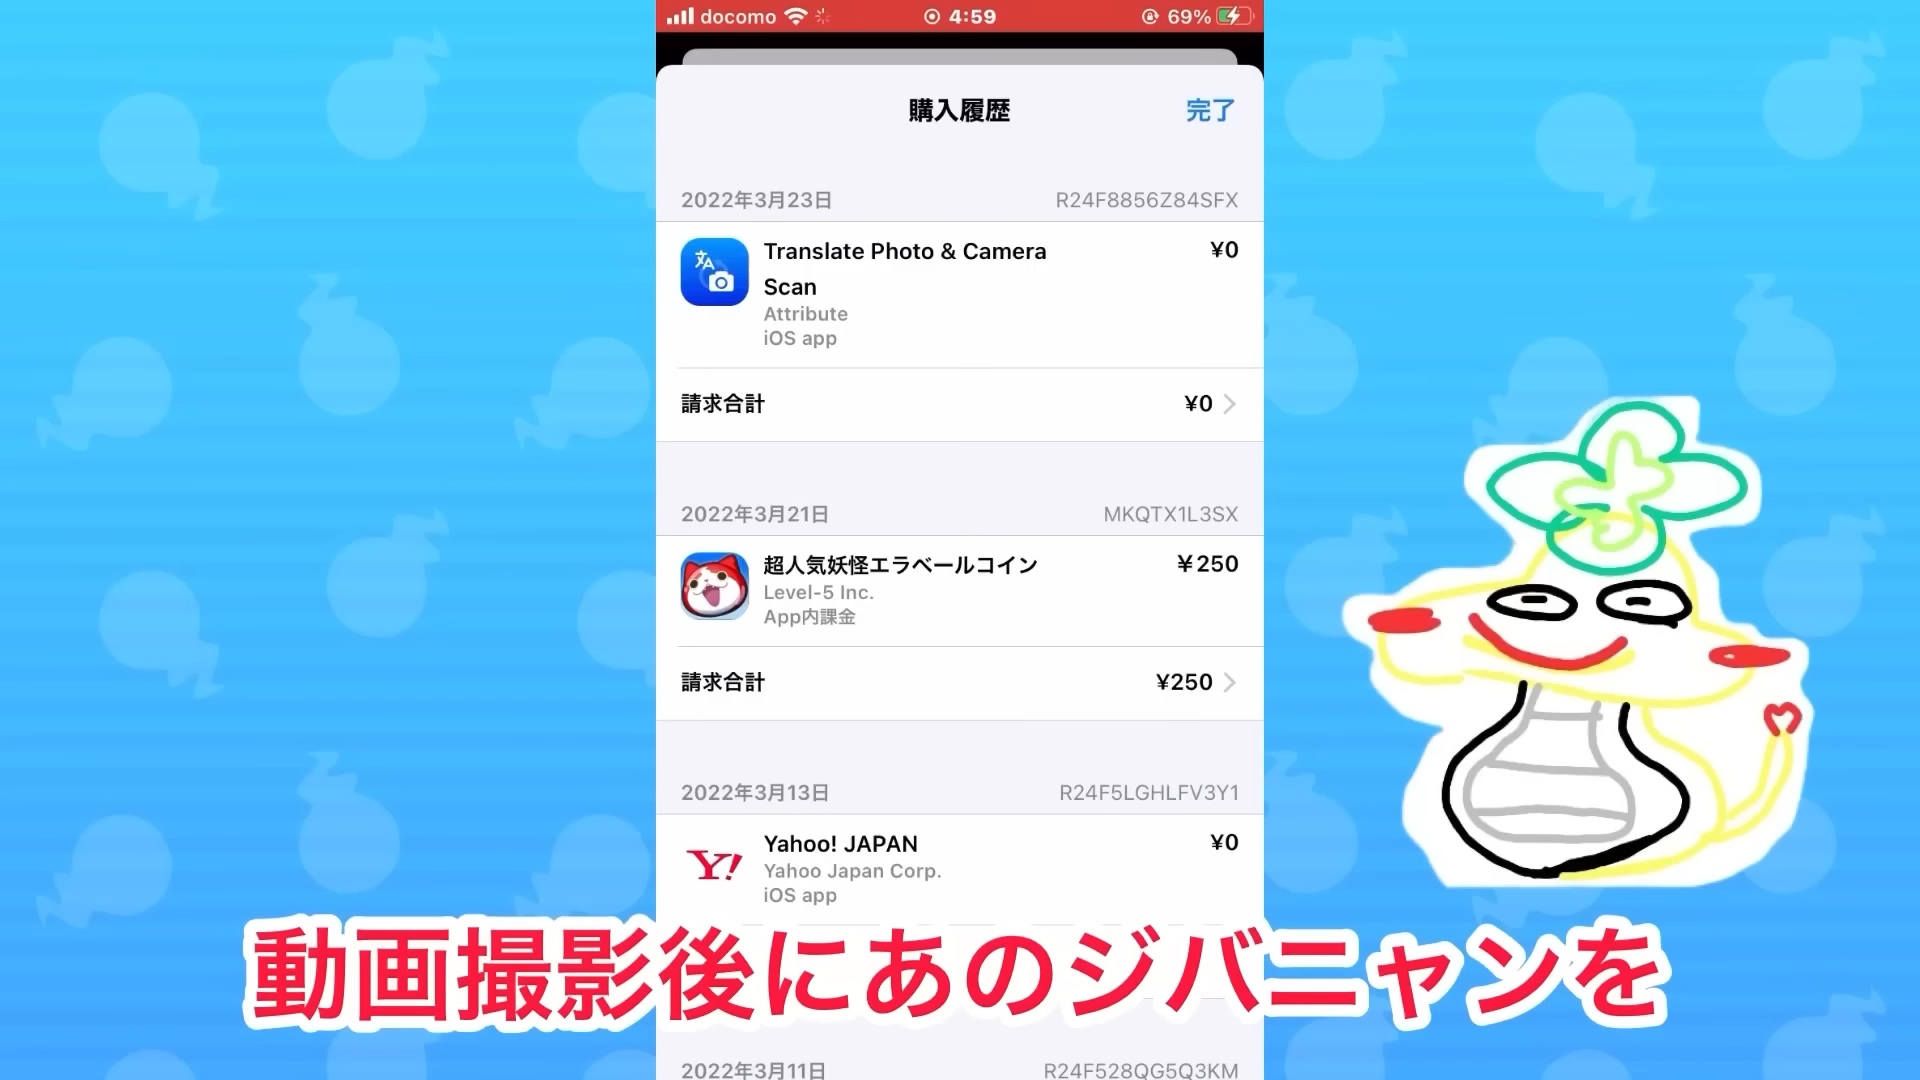 docomo 4:59 69%
購入履歴 完了
2022年3月23日 R24F8856Z84SFX
Translate Photo & Camera ¥0
Scan
Attribute
iOS app
請求合計 ¥0
2022年3月21日 MKQTX1L3SX
超人気妖怪エラベールコイン ¥250
Level-5 Inc.
App内課金
請求合計 ¥250
2022年3月13日 R24F5LGHLFV3Y1
Yahoo! JAPAN ¥0
Yahoo Japan Corp.
iOS app
動画撮影後にあのジバニャンを
2022年3月11日 R24F528QG5Q3KM